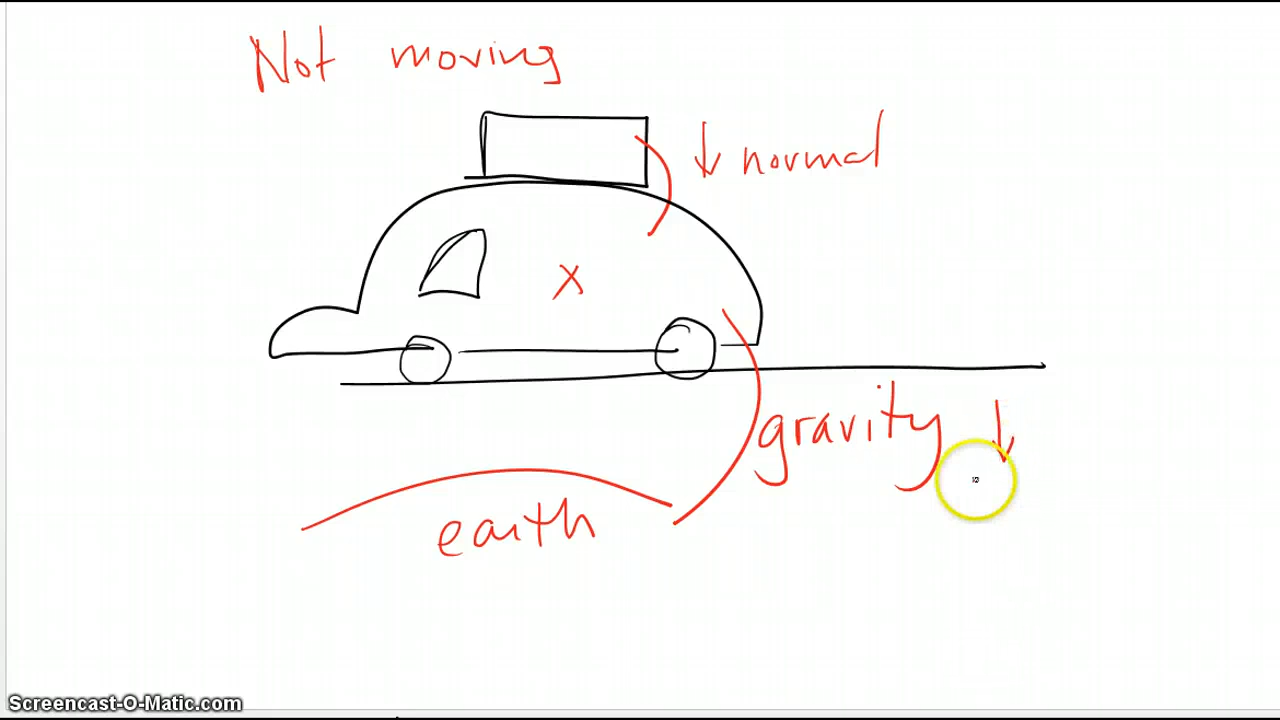 Not moving
↓ normal
x
gravity ↓
earth
Screencast-O-Matic.com